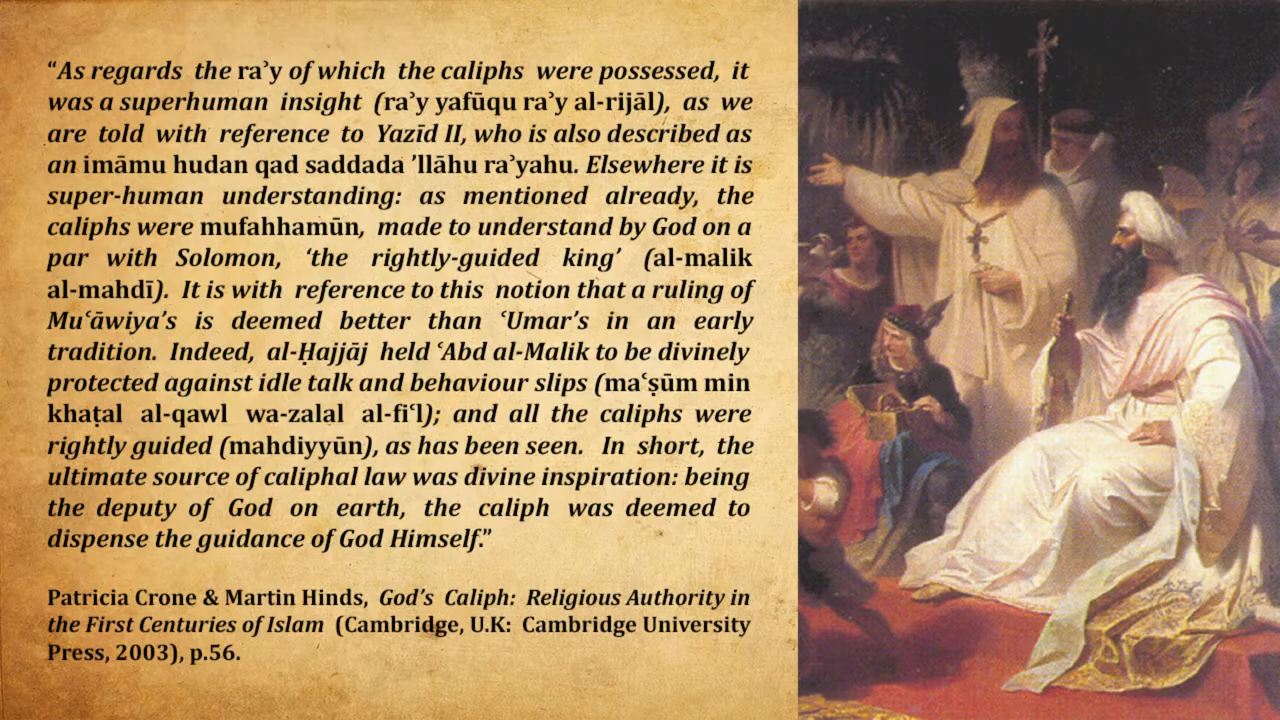 “As regards the raʾy of which the caliphs were possessed, it
was a superhuman insight (raʾy yafūqu raʾy al-rijāl), as we
are told with reference to Yazīd II, who is also described as
an imāmu hudan qad saddada ’llāhu raʾyahu. Elsewhere it is
super-human understanding: as mentioned already, the
caliphs were mufahhamūn, made to understand by God on a
par with Solomon, ‘the rightly-guided king’ (al-malik
al-mahdī). It is with reference to this notion that a ruling of
Muʿāwiya’s is deemed better than ʿUmar’s in an early
tradition. Indeed, al-Ḥajjāj held ʿAbd al-Malik to be divinely
protected against idle talk and behaviour slips (maʿṣūm min
khaṭal al-qawl wa-zalal al-fiʿl); and all the caliphs were
rightly guided (mahdiyyūn), as has been seen. In short, the
ultimate source of caliphal law was divine inspiration: being
the deputy of God on earth, the caliph was deemed to
dispense the guidance of God Himself.”
Patricia Crone & Martin Hinds, God’s Caliph: Religious Authority in
the First Centuries of Islam (Cambridge, U.K: Cambridge University
Press, 2003), p.56.